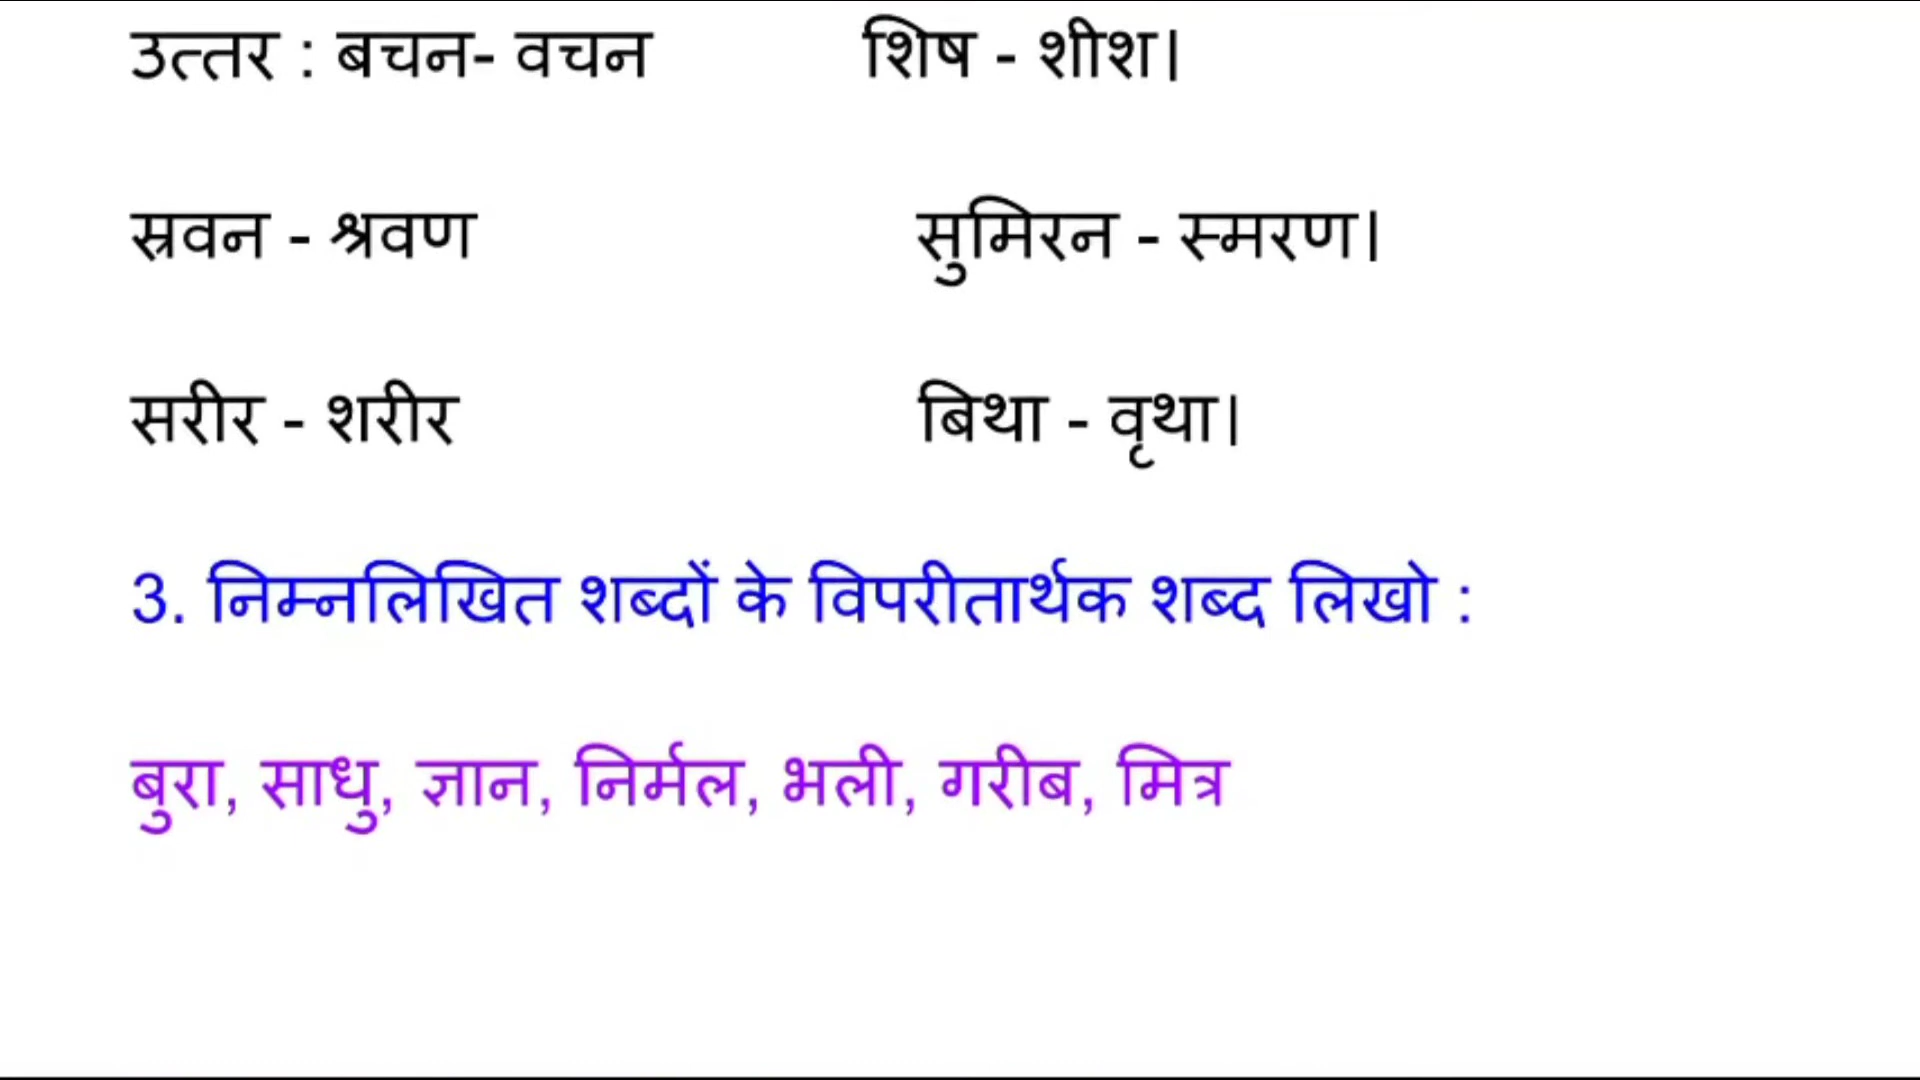 उत्तर : बचन- वचन शिष - शीश।
स्रवन - श्रवण सुमिरन - स्मरण।
सरीर - शरीर बिथा - वृथा।
3. निम्नलिखित शब्दों के विपरीतार्थक शब्द लिखो :
बुरा, साधु, ज्ञान, निर्मल, भली, गरीब, मित्र